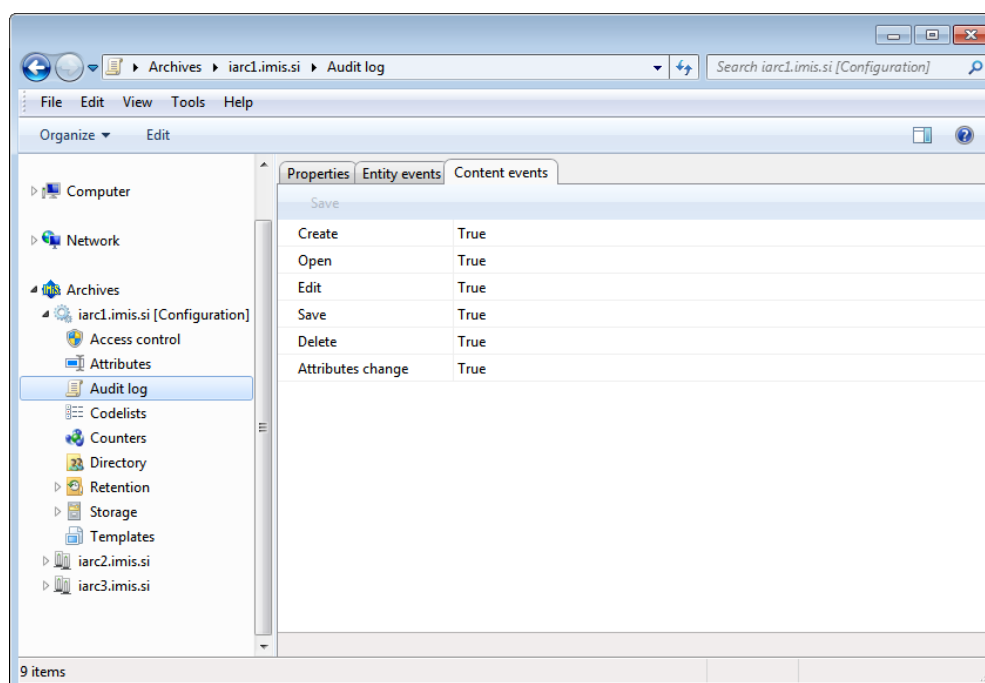 Archives iarc1.imis.si Audit log Search iarc1.imis.si [Configuration]
File Edit View Tools Help
Organize Edit
Computer
Network
Archives
iarc1.imis.si [Configuration]
Access control
Attributes
Audit log
Codelists
Counters
Directory
Retention
Storage
Templates
iarc2.imis.si
iarc3.imis.si
Properties Entity events Content events
Save
Create True
Open True
Edit True
Save True
Delete True
Attributes change True
9 items